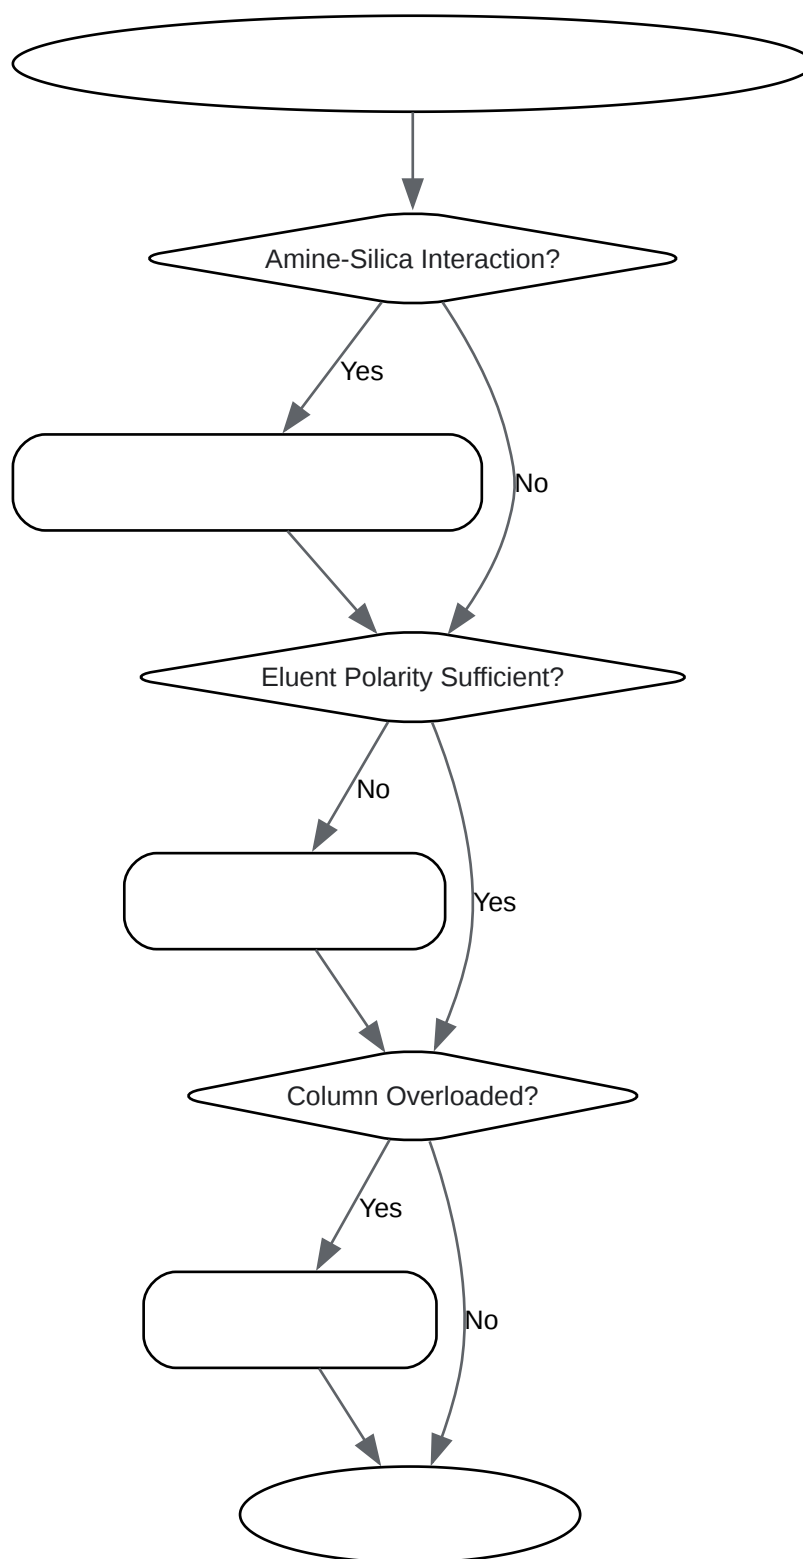 Amine-Silica Interaction?
Yes
No
Eluent Polarity Sufficient?
No
Yes
Column Overloaded?
Yes
No